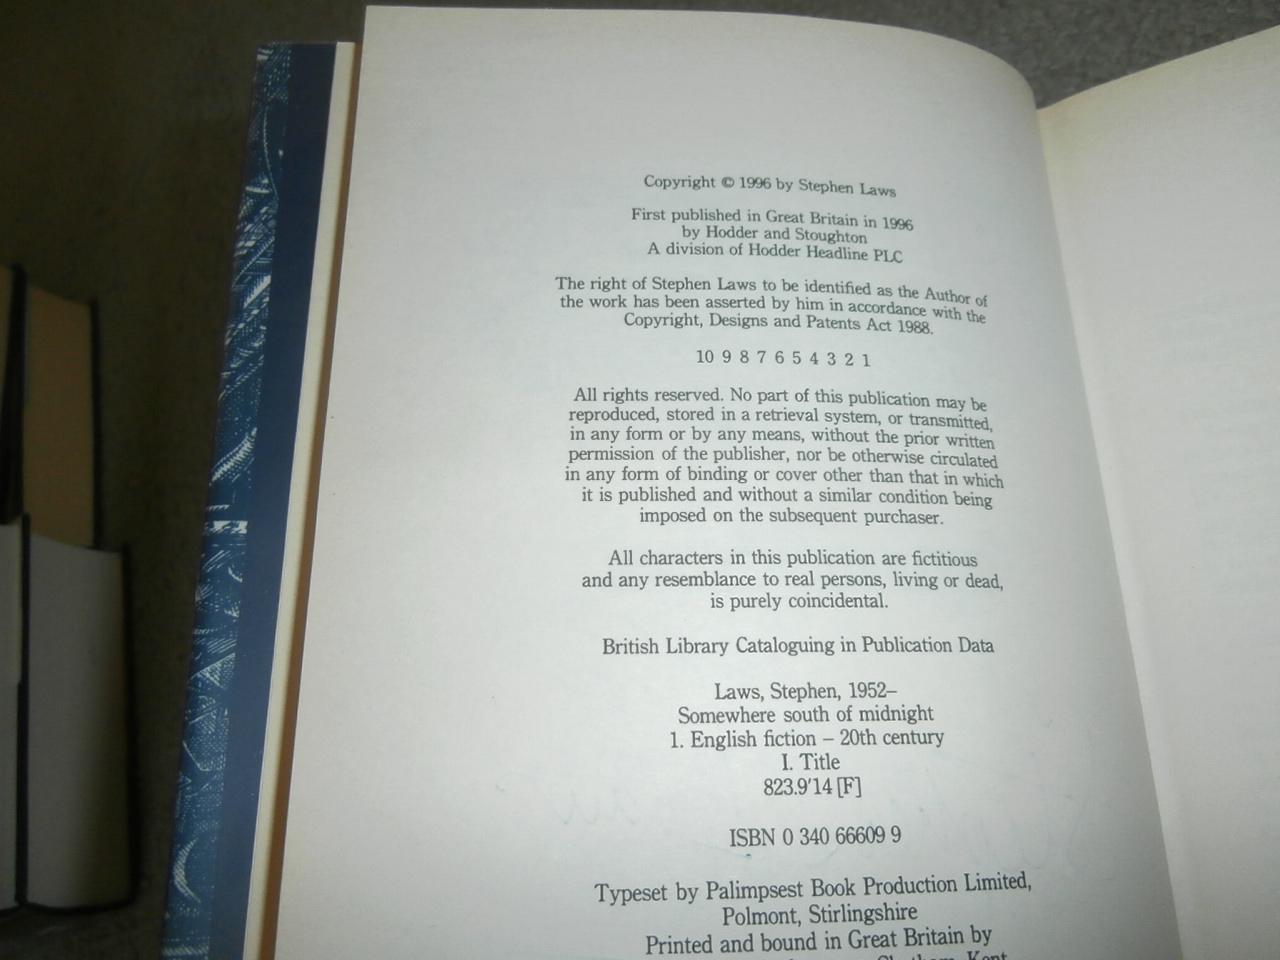 Copyright © 1996 by Stephen Laws
First published in Great Britain in 1996
by Hodder and Stoughton
A division of Hodder Headline PLC
The right of Stephen Laws to be identified as the Author of
the work has been asserted by him in accordance with the
Copyright, Designs and Patents Act 1988.
10 9 8 7 6 5 4 3 2 1
All rights reserved. No part of this publication may be
reproduced, stored in a retrieval system, or transmitted,
in any form or by any means, without the prior written
permission of the publisher, nor be otherwise circulated
in any form of binding or cover other than that in which
it is published and without a similar condition being
imposed on the subsequent purchaser.
All characters in this publication are fictitious
and any resemblance to real persons, living or dead,
is purely coincidental.
British Library Cataloguing in Publication Data
Laws, Stephen, 1952–
Somewhere south of midnight
1. English fiction – 20th century
I. Title
823.9'14 [F]
ISBN 0 340 66609 9
Typeset by Palimpsest Book Production Limited,
Polmont, Stirlingshire
Printed and bound in Great Britain by
Kent